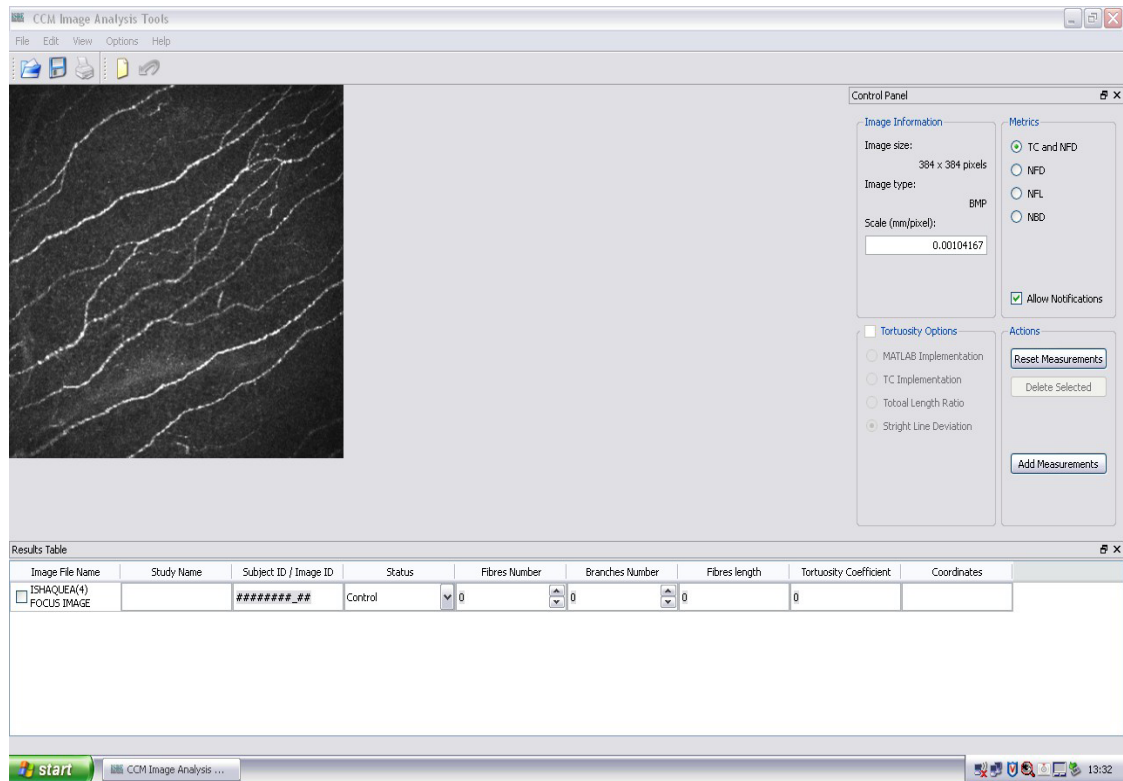 CCM Image Analysis Tools
File Edit View Options Help
Control Panel
Image Information
Image size:
384 x 384 pixels
Image type:
BMP
Scale (mm/pixel):
0.00104167
Metrics
TC and NFD
NFD
NFL
NBD
Allow Notifications
Tortuosity Options
MATLAB Implementation
TC Implementation
Totoal Length Ratio
Stright Line Deviation
Actions
Reset Measurements
Delete Selected
Add Measurements
Results Table
Image File Name Study Name Subject ID / Image ID Status Fibres Number Branches Number Fibres length Tortuosity Coefficient Coordinates
ISHAQUEA(4)
FOCUS IMAGE
########_## Control 0 0 0 0
start CCM Image Analysis ... 13:32